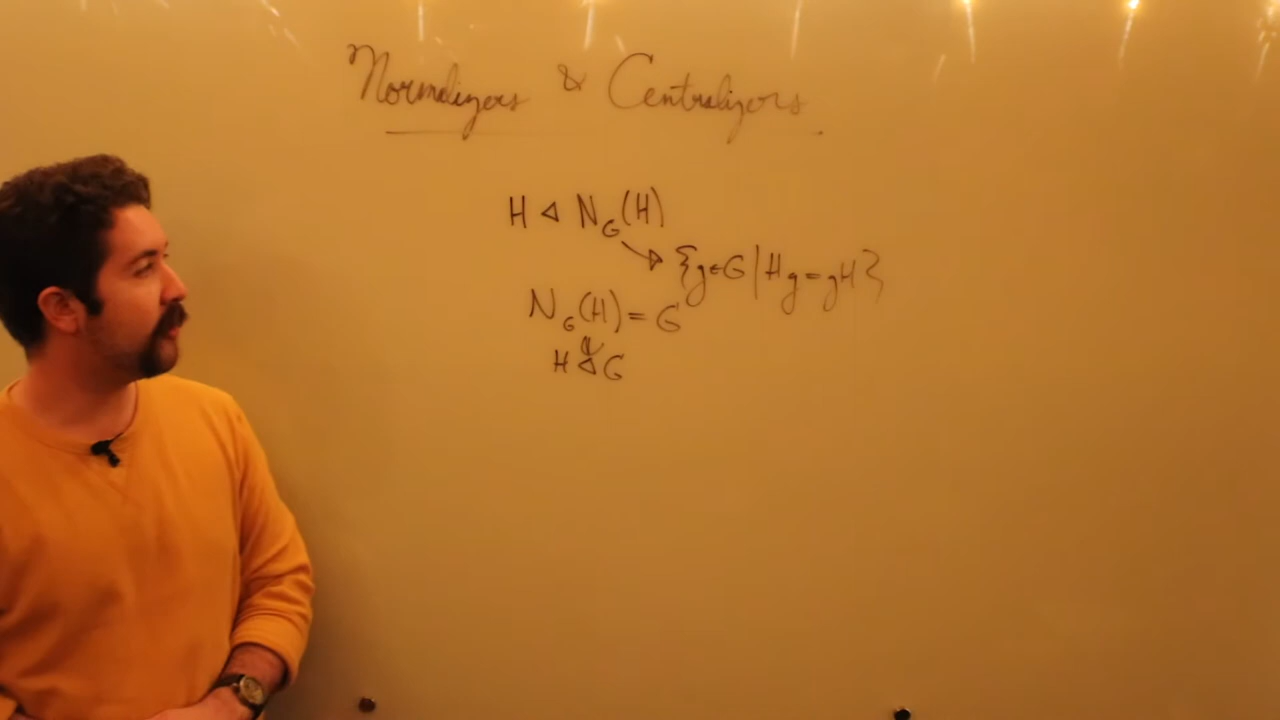 Normalizers & Centralizers
H ◁ N_G(H)
{g∈G | Hg = gH}
N_G(H) = G
H ◁ G